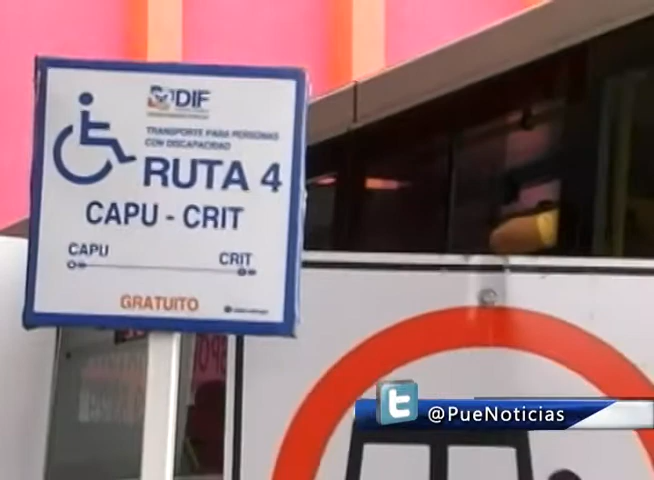 DIF
TRANSPORTE PARA PERSONAS
CON DISCAPACIDAD
RUTA 4
CAPU - CRIT
CAPU
CRIT
GRATUITO
@PueNoticias